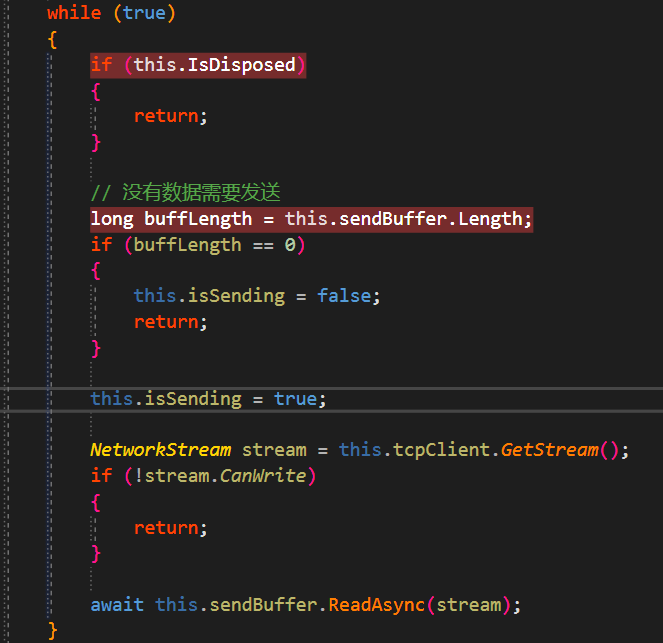 while (true)
{
if (this.IsDisposed)
{
return;
}
// 没有数据需要发送
long buffLength = this.sendBuffer.Length;
if (buffLength == 0)
{
this.isSending = false;
return;
}
this.isSending = true;
NetworkStream stream = this.tcpClient.GetStream();
if (!stream.CanWrite)
{
return;
}
await this.sendBuffer.ReadAsync(stream);
}